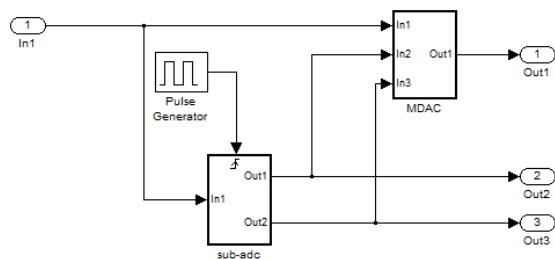 1
In1
Pulse
Generator
In1
In2
In3
Out1
MDAC
1
Out1
In1
Out1
Out2
sub-adc
2
Out2
3
Out3